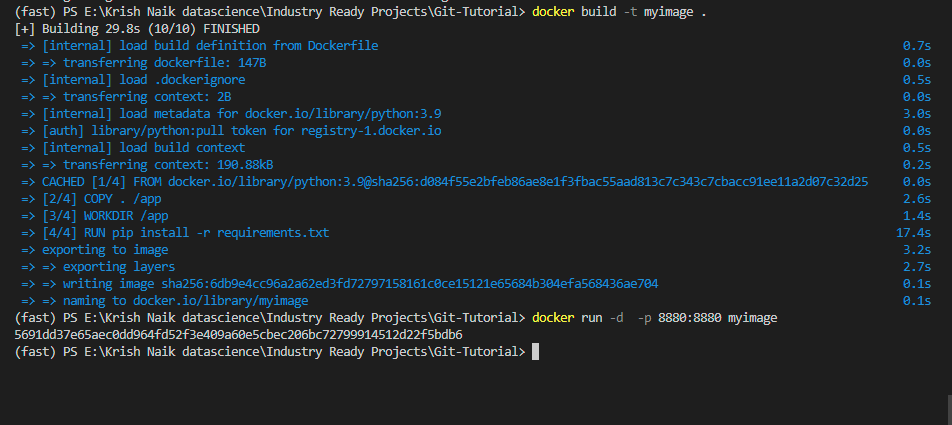 (fast) PS E:\Krish Naik datascience\Industry Ready Projects\Git-Tutorial> docker build -t myimage .
[+] Building 29.8s (10/10) FINISHED
=> [internal] load build definition from Dockerfile 0.7s
=> => transferring dockerfile: 147B 0.0s
=> [internal] load .dockerignore 0.5s
=> => transferring context: 2B 0.0s
=> [internal] load metadata for docker.io/library/python:3.9 3.0s
=> [auth] library/python:pull token for registry-1.docker.io 0.0s
=> [internal] load build context 0.5s
=> => transferring context: 190.88kB 0.2s
=> CACHED [1/4] FROM docker.io/library/python:3.9@sha256:d084f55e2bfeb86ae8e1f3fbac55aad813c7c343c7cbacc91ee11a2d07c32d25 0.0s
=> [2/4] COPY . /app 2.6s
=> [3/4] WORKDIR /app 1.4s
=> [4/4] RUN pip install -r requirements.txt 17.4s
=> exporting to image 3.2s
=> => exporting layers 2.7s
=> => writing image sha256:6db9e4cc96a2a62ed3fd72797158161c0ce15121e65684b304efa568436ae704 0.1s
=> => naming to docker.io/library/myimage 0.1s
(fast) PS E:\Krish Naik datascience\Industry Ready Projects\Git-Tutorial> docker run -d  -p 8880:8880 myimage
5691dd37e65aec0dd964fd52f3e409a60e5cbec206bc72799914512d22f5bdb6
(fast) PS E:\Krish Naik datascience\Industry Ready Projects\Git-Tutorial>